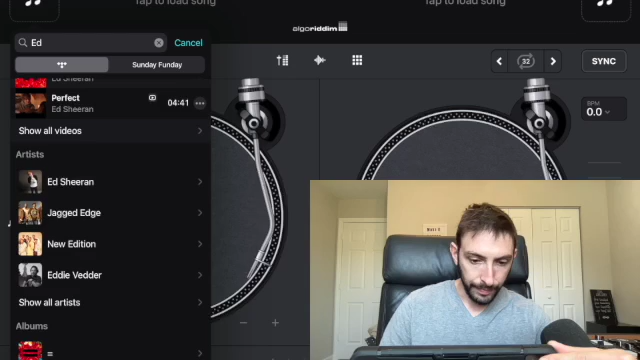 Tap to load song
Tap to load song
algoriddim
Ed
Cancel
Sunday Funday
32
SYNC
Ed Sheeran
Perfect
Ed Sheeran
04:41
BPM
0.0
Show all videos
Artists
Ed Sheeran
Jagged Edge
New Edition
Eddie Vedder
Show all artists
Albums
=